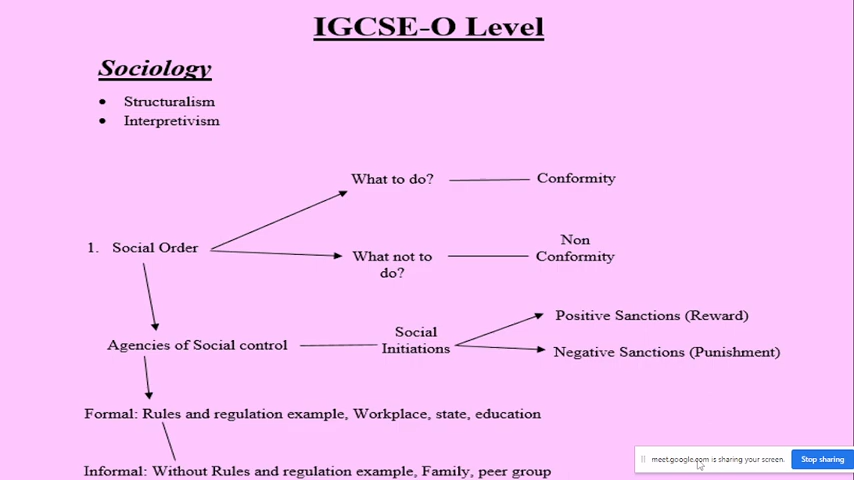 IGCSE-O Level
Sociology
• Structuralism
• Interpretivism
What to do?
Conformity
1. Social Order
What not to
do?
Non
Conformity
Agencies of Social control
Social
Initiations
Positive Sanctions (Reward)
Negative Sanctions (Punishment)
Formal: Rules and regulation example, Workplace, state, education
Informal: Without Rules and regulation example, Family, peer group
meet.google.com is sharing your screen.
Stop sharing